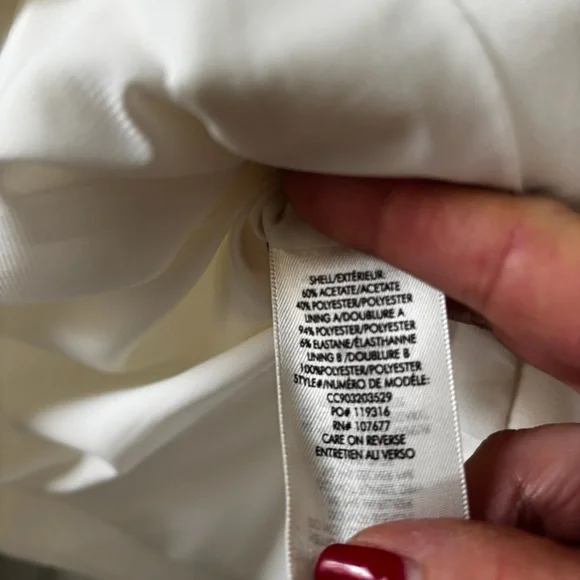 SHELL/EXTÉRIEUR
60% ACETATE/ACETATE
40% POLYESTER/POLYESTER
LINING A/DOUBLURE A
94% POLYESTER/POLYESTER
6% ELASTANE/ÉLASTHANNE
LINING B /DOUBLURE B
100%POLYESTER/POLYESTER
STYLE#/NUMÉRO DE MODÈLE:
CC903203529
PO# 119316
RN# 107677
CARE ON REVERSE
ENTRETIEN AU VERSO